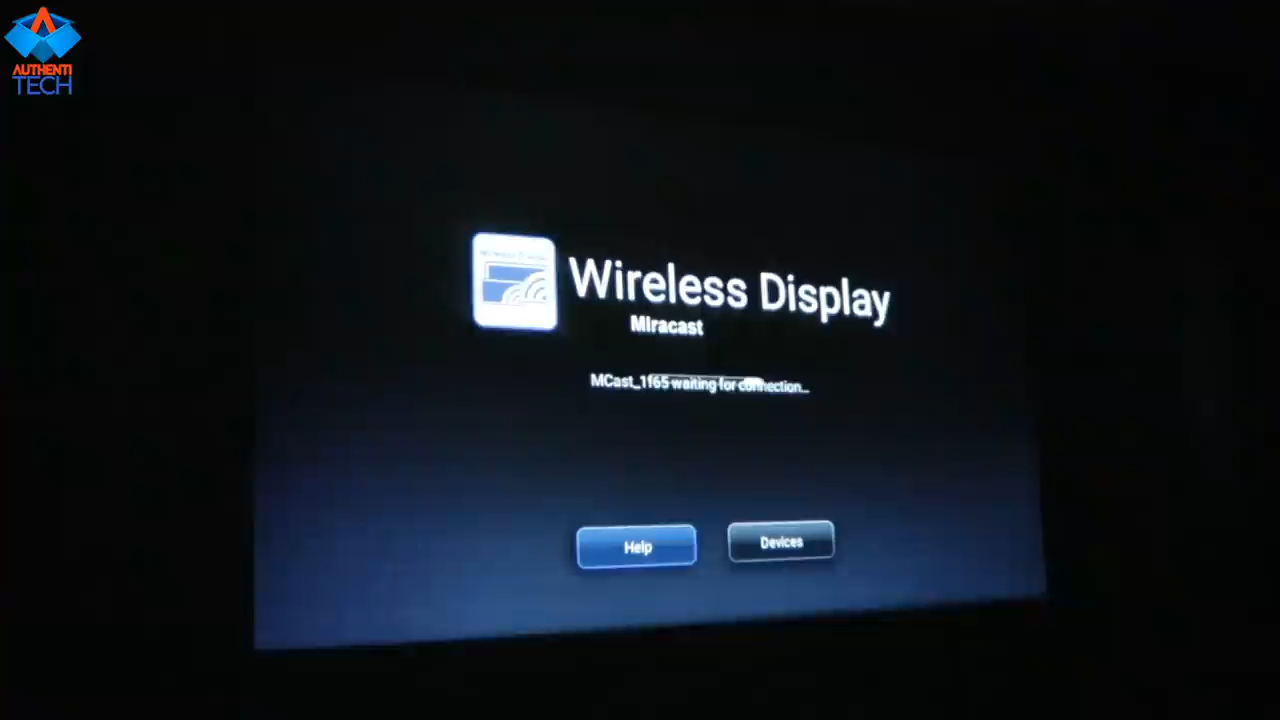 AUTHENTI
TECH
Wireless Display
Miracast
MCast_1f65 waiting for connection...
Help
Devices